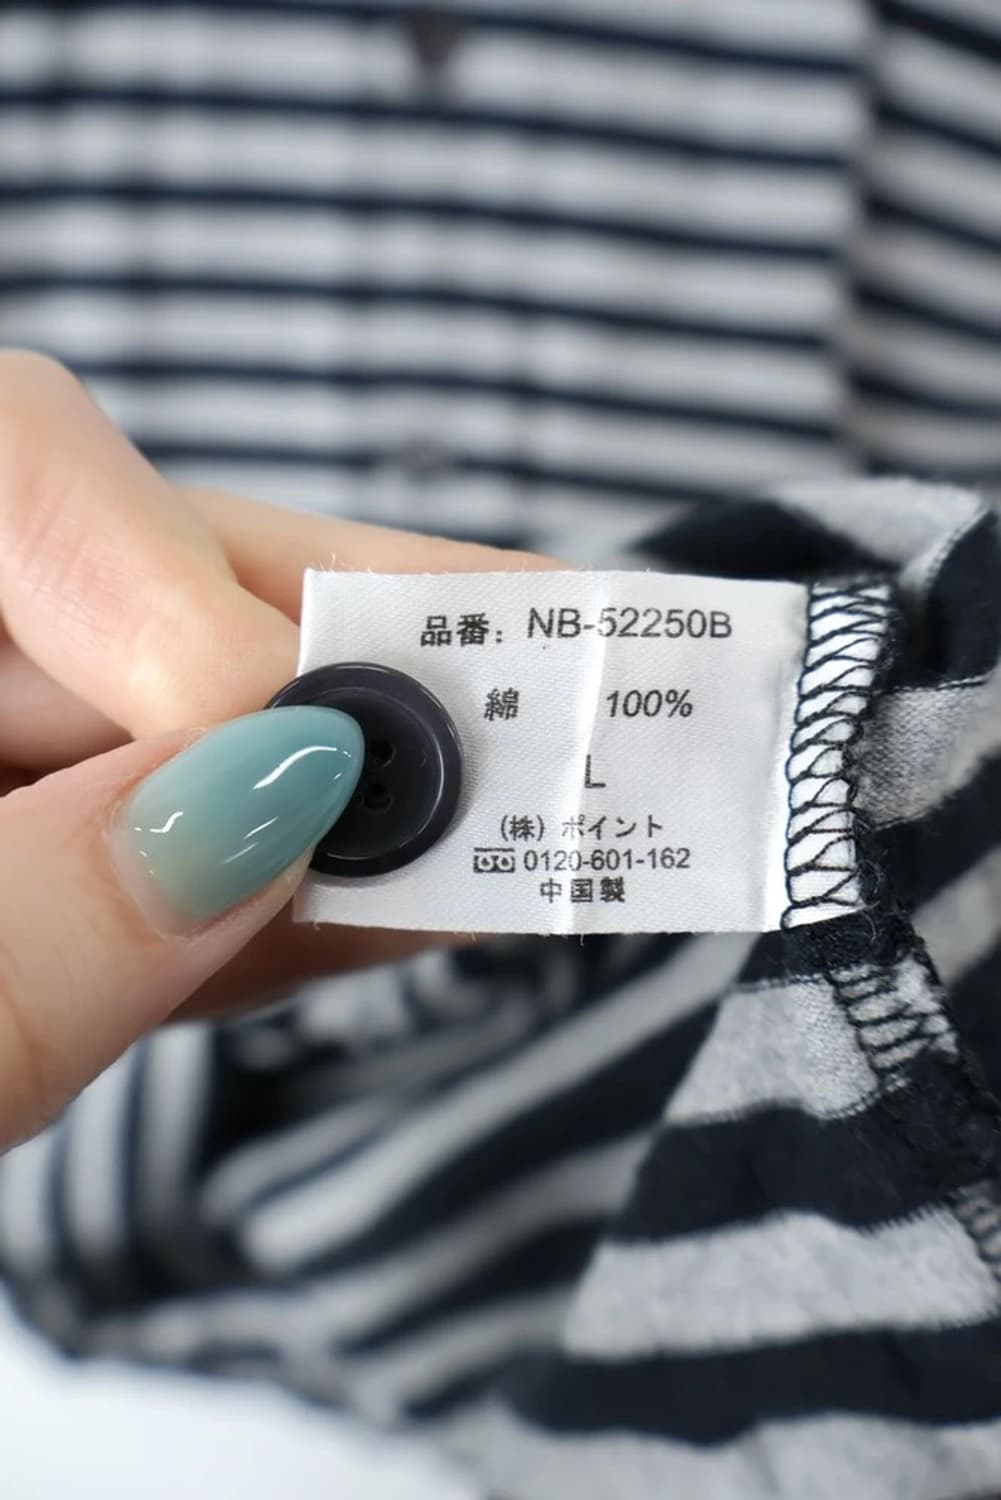 品番: NB-52250B
綿 100%
L
(株) ポイント
0120-601-162
中国製